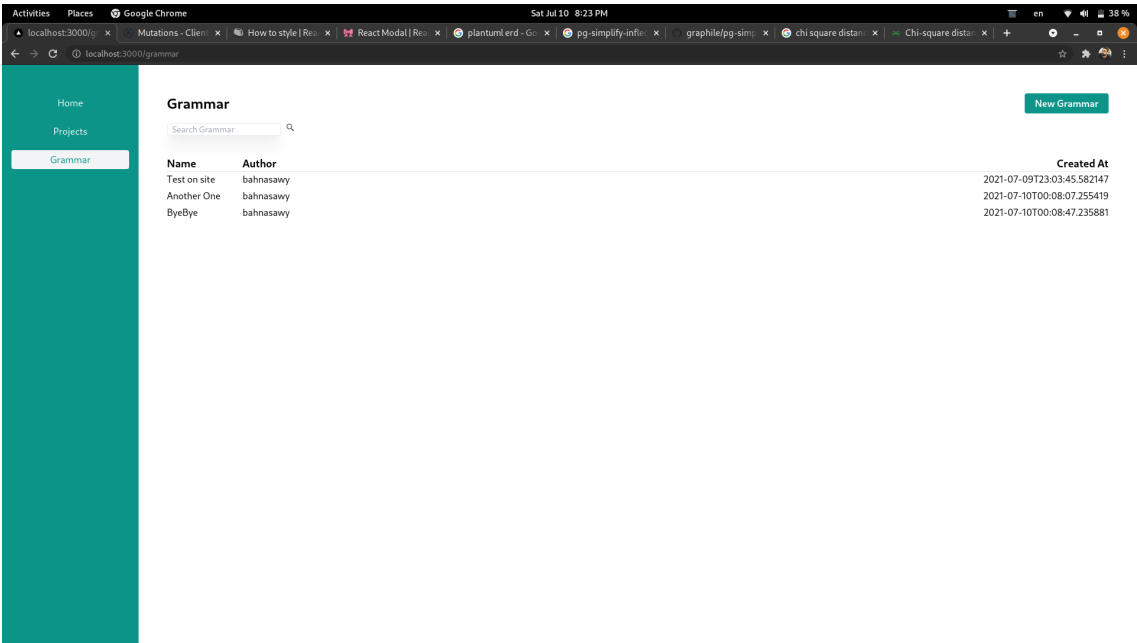 Activities Places Google Chrome Sat Jul 10 8:23 PM en 38 %
localhost:3000/g Mutations - Client How to style | Rea React Modal | Rea plantuml erd - Go pg-simplify-inflec graphile/pg-simp chi square distan Chi-square distan
localhost:3000/grammar
Home
Projects
Grammar
Grammar
New Grammar
Search Grammar
Name Author Created At
Test on site bahnasawy 2021-07-09T23:03:45.582147
Another One bahnasawy 2021-07-10T00:08:07.255419
ByeBye bahnasawy 2021-07-10T00:08:47.235881